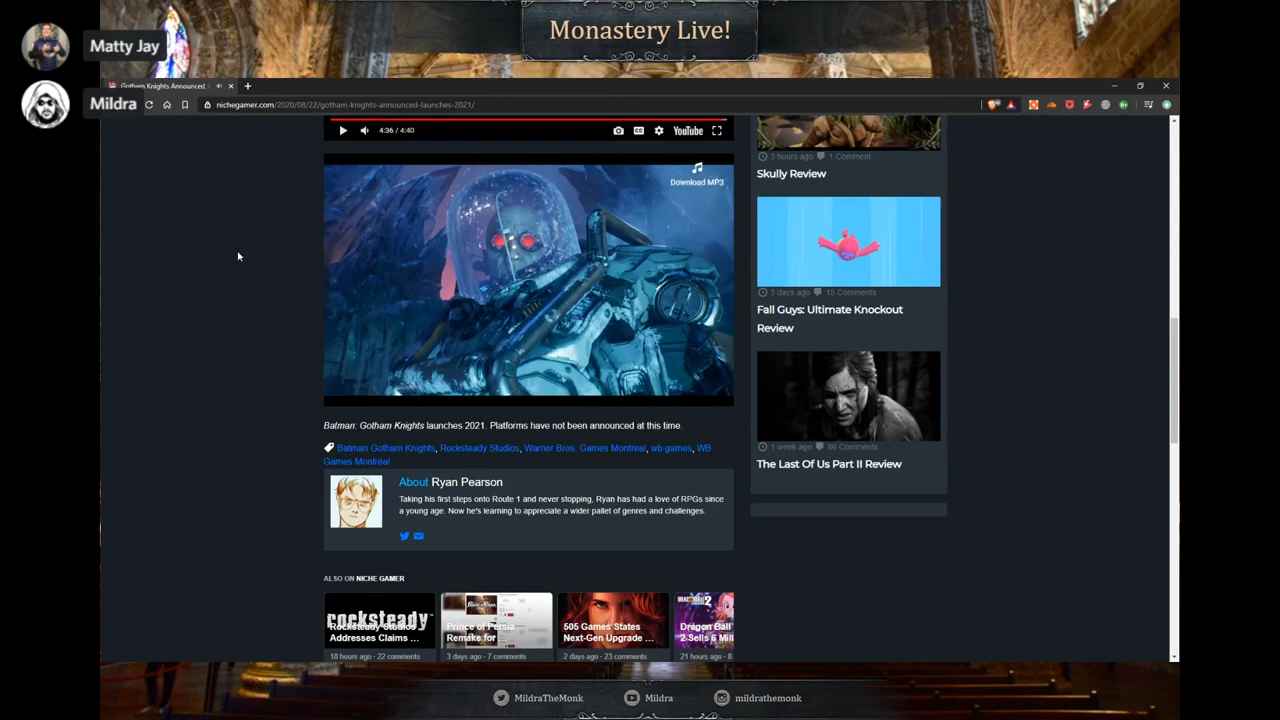 Monastery Live!
Matty Jay
Mildra
Gotham Knights Announced,
nichegamer.com/2020/08/22/gotham-knights-announced-launches-2021/
4:36 / 4:40
CC
YouTube
Download MP3
3 hours ago 1 Comment
Skully Review
3 days ago 15 Comments
Fall Guys: Ultimate Knockout
Review
1 week ago 86 Comments
The Last Of Us Part II Review
Batman: Gotham Knights launches 2021. Platforms have not been announced at this time.
Batman Gotham Knights, Rocksteady Studios, Warner Bros. Games Montreal, wb games, WB
Games Montréal
About Ryan Pearson
Taking his first steps onto Route 1 and never stopping, Ryan has had a love of RPGs since
a young age. Now he's learning to appreciate a wider pallet of genres and challenges.
ALSO ON NICHE GAMER
rocksteady
Rocksteady Studios
Addresses Claims ...
18 hours ago - 22 comments
Prince of Persia
Remake for ...
3 days ago - 7 comments
505 Games States
Next-Gen Upgrade ...
2 days ago - 23 comments
Dragon Ball
2 Sells 6 Mill
21 hours ago - 8
MildraTheMonk
Mildra
mildrathemonk